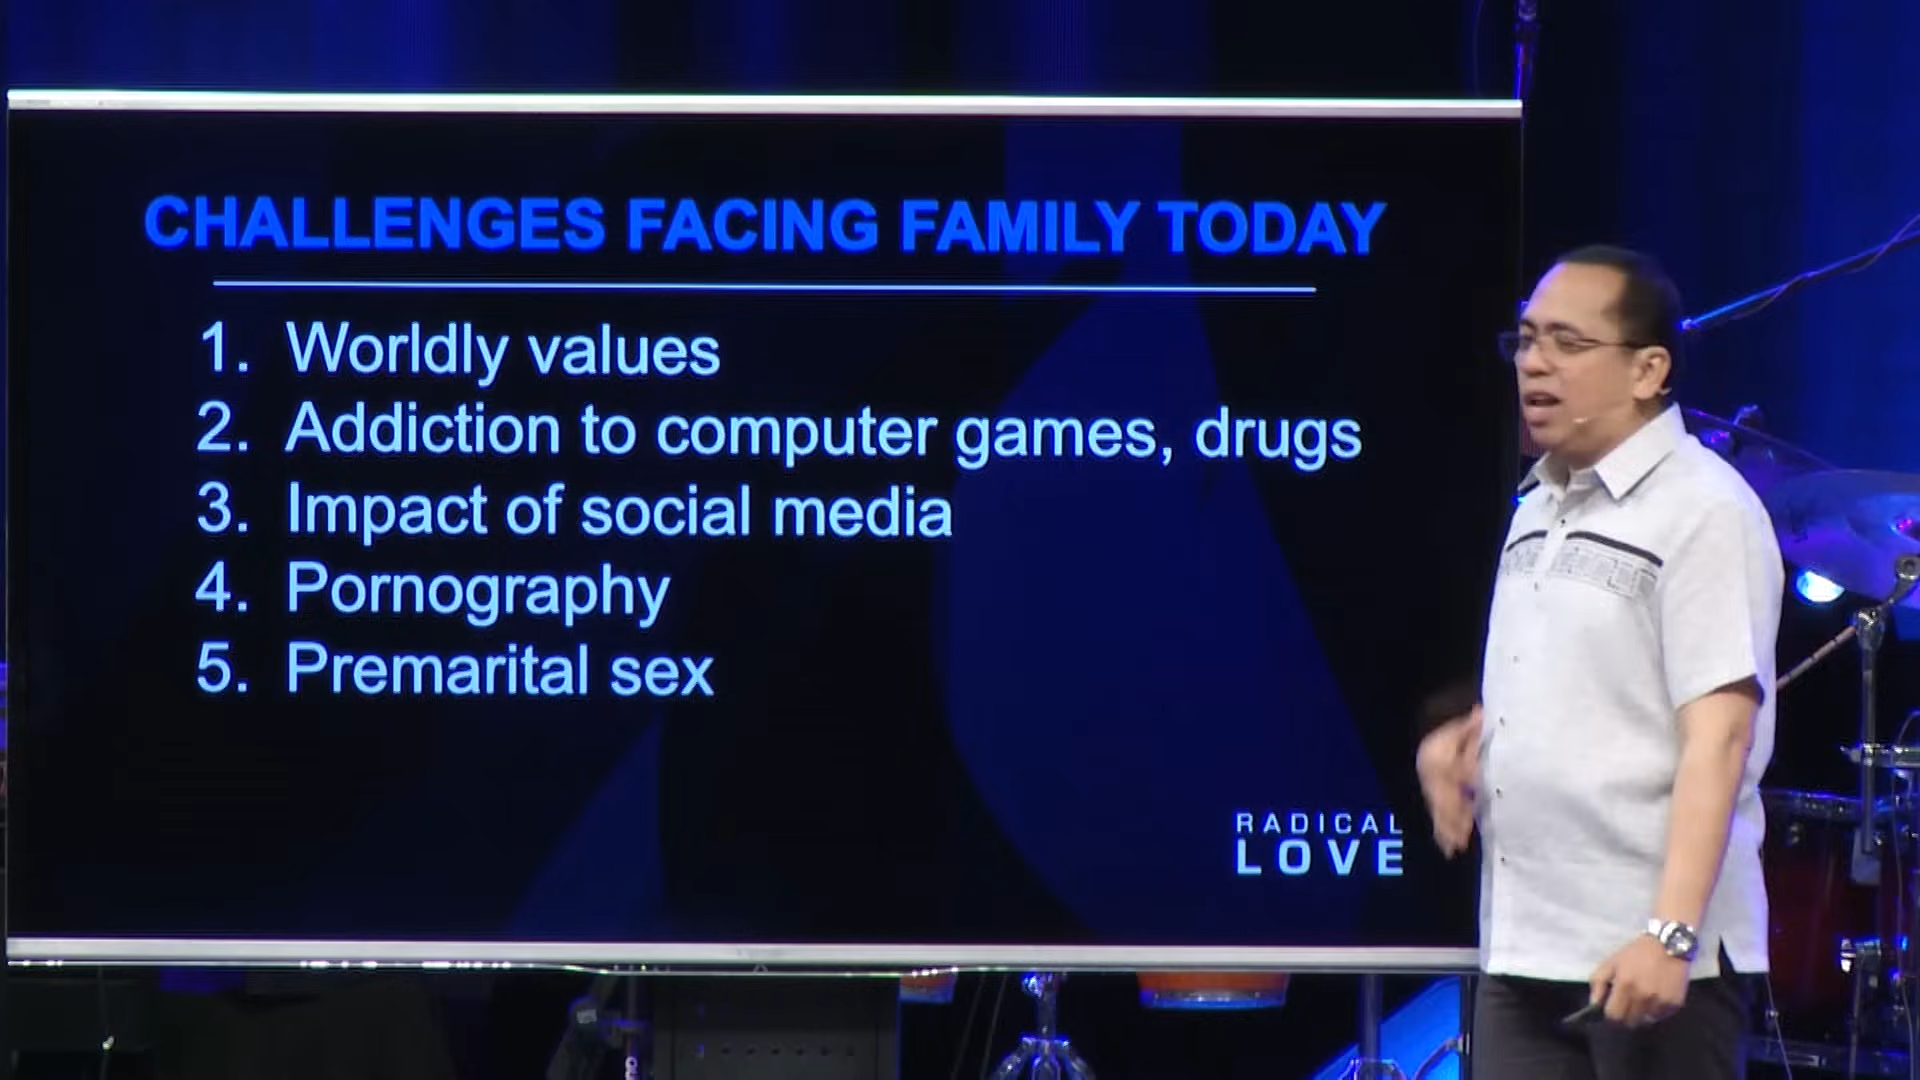 CHALLENGES FACING FAMILY TODAY
1. Worldly values
2. Addiction to computer games, drugs
3. Impact of social media
4. Pornography
5. Premarital sex
RADICAL
LOVE